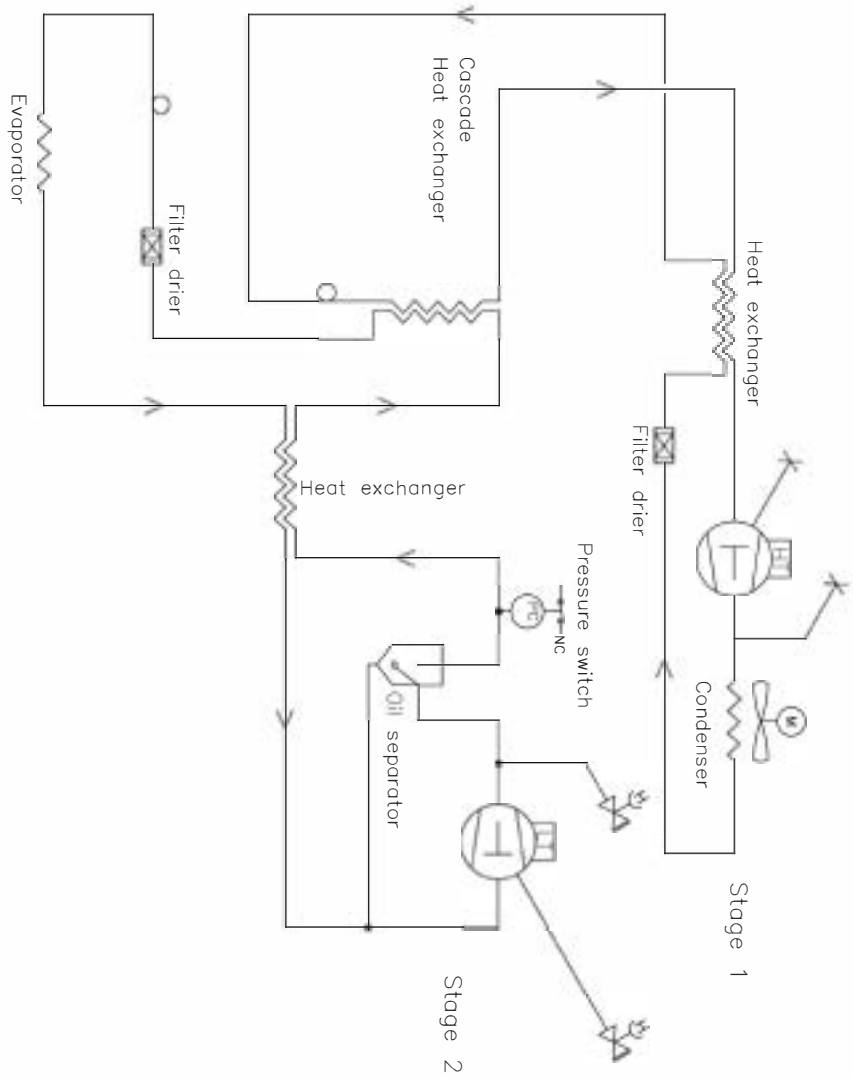 Stage 1
Condenser
M
Heat exchanger
Filter drier
Cascade
Heat exchanger
Stage 2
Pressure switch
NC
Oil separator
Heat exchanger
Filter drier
Evaporator